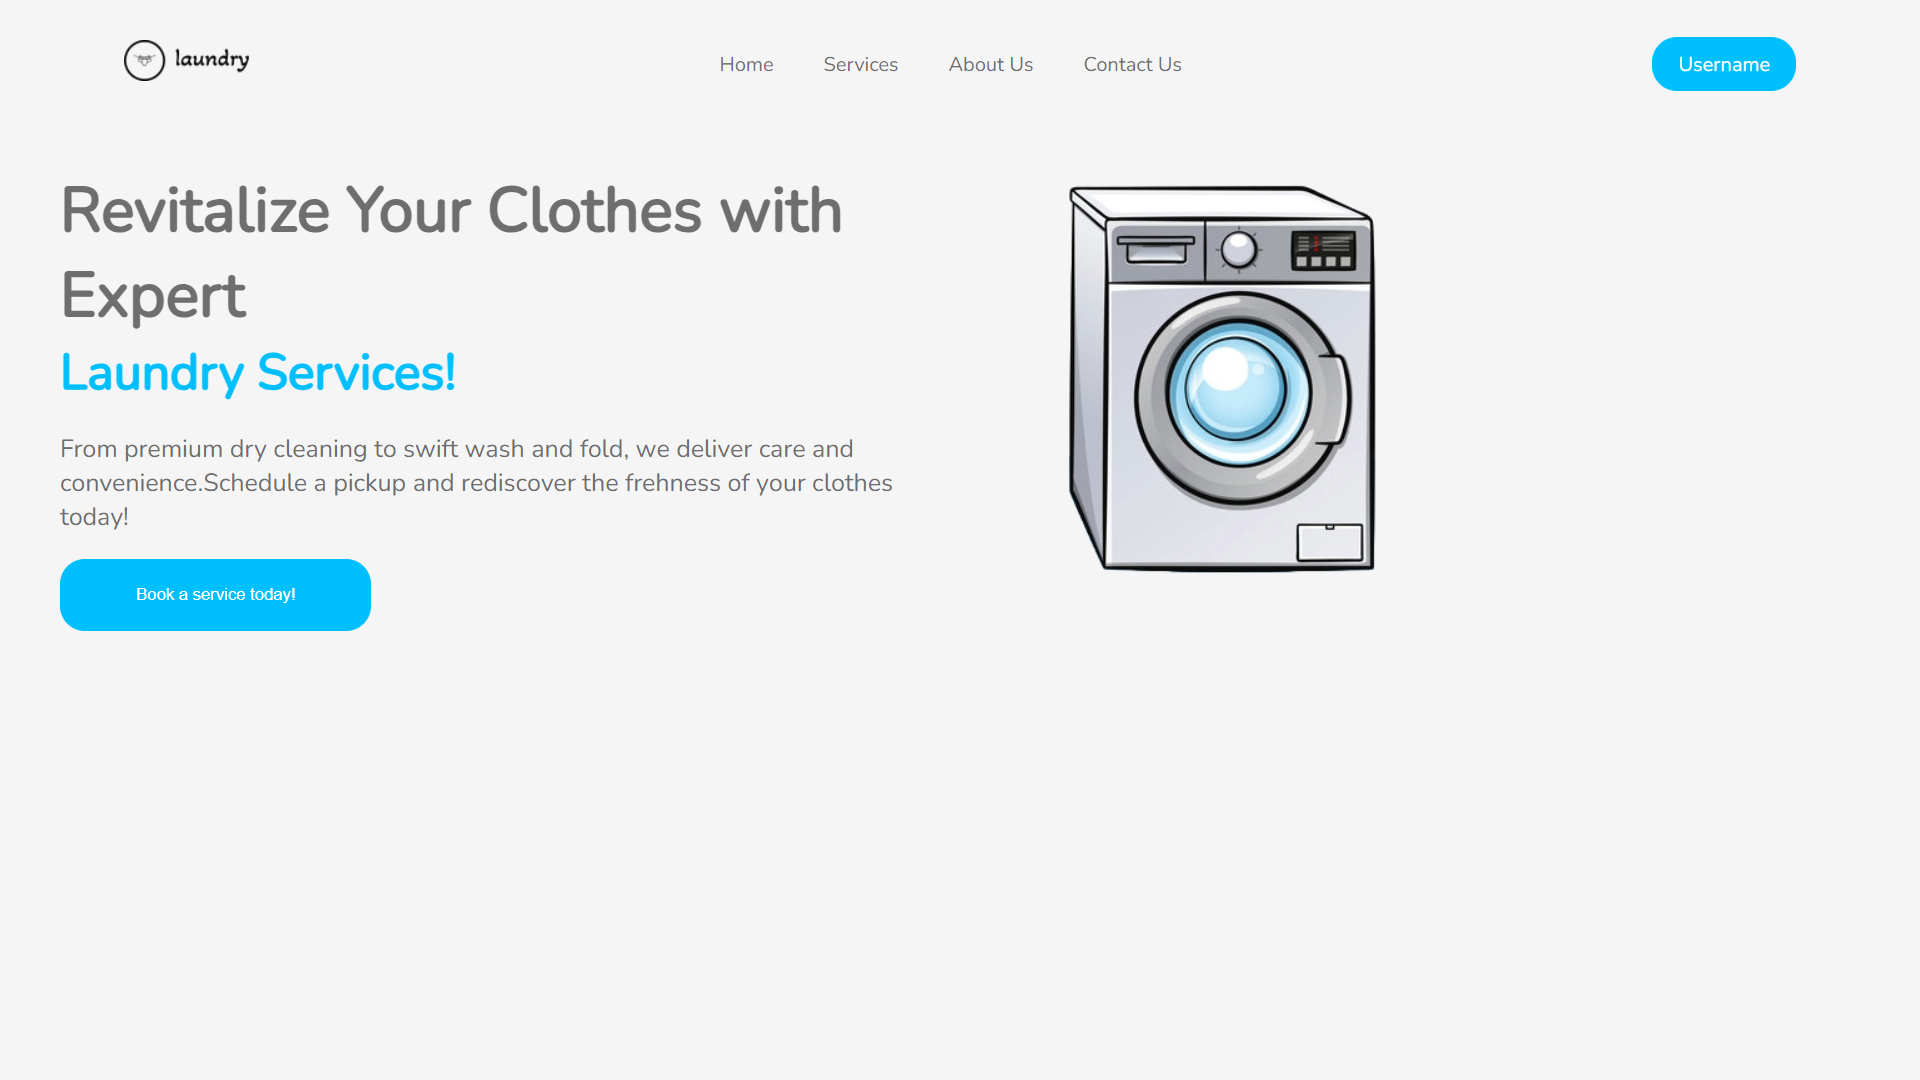 laundry
Home Services About Us Contact Us
Username
Revitalize Your Clothes with
Expert
Laundry Services!
From premium dry cleaning to swift wash and fold, we deliver care and
convenience.Schedule a pickup and rediscover the frehness of your clothes
today!
Book a service today!